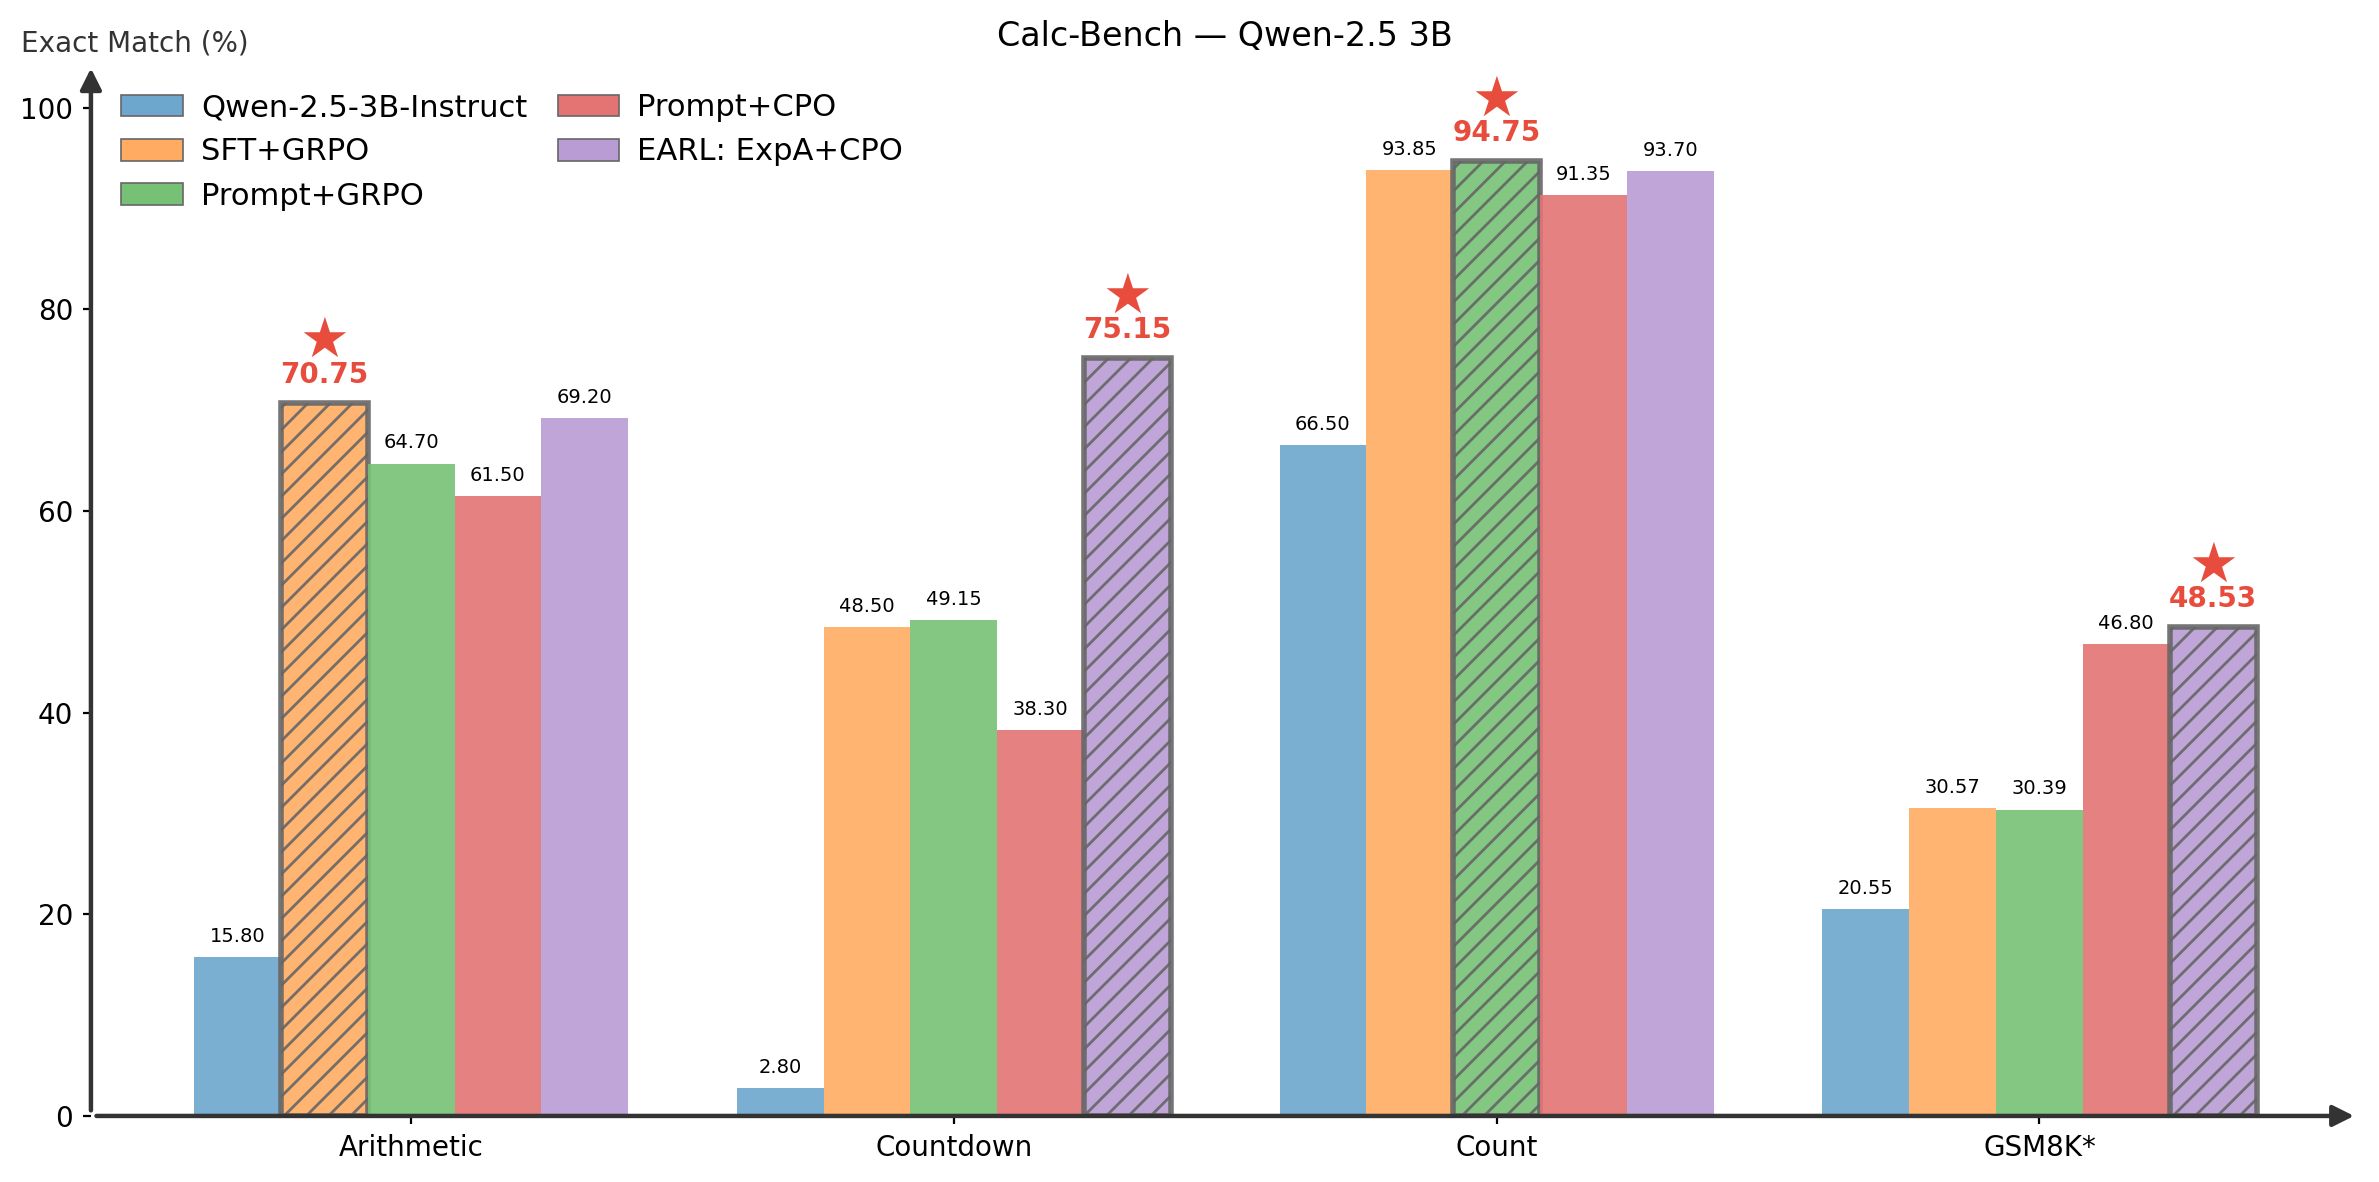 Calc-Bench — Qwen-2.5 3B
Exact Match (%)
Qwen-2.5-3B-Instruct
SFT+GRPO
Prompt+GRPO
Prompt+CPO
EARL: ExpA+CPO
100
80
60
40
20
0
15.80
70.75
64.70
61.50
69.20
2.80
48.50
49.15
38.30
75.15
66.50
93.85
94.75
91.35
93.70
20.55
30.57
30.39
46.80
48.53
Arithmetic
Countdown
Count
GSM8K*